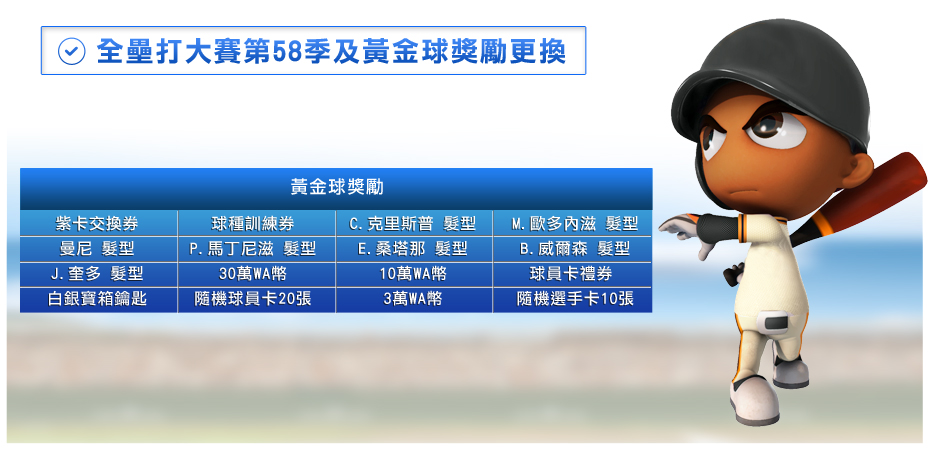 全壘打大賽第58季及黃金球獎勵更換
黃金球獎勵
紫卡交換券 球種訓練券 C.克里斯普 髮型 M.歐多內滋 髮型
曼尼 髮型 P.馬丁尼滋 髮型 E.桑塔那 髮型 B.威爾森 髮型
J.奎多 髮型 30萬WA幣 10萬WA幣 球員卡禮券
白銀寶箱鑰匙 隨機球員卡20張 3萬WA幣 隨機選手卡10張